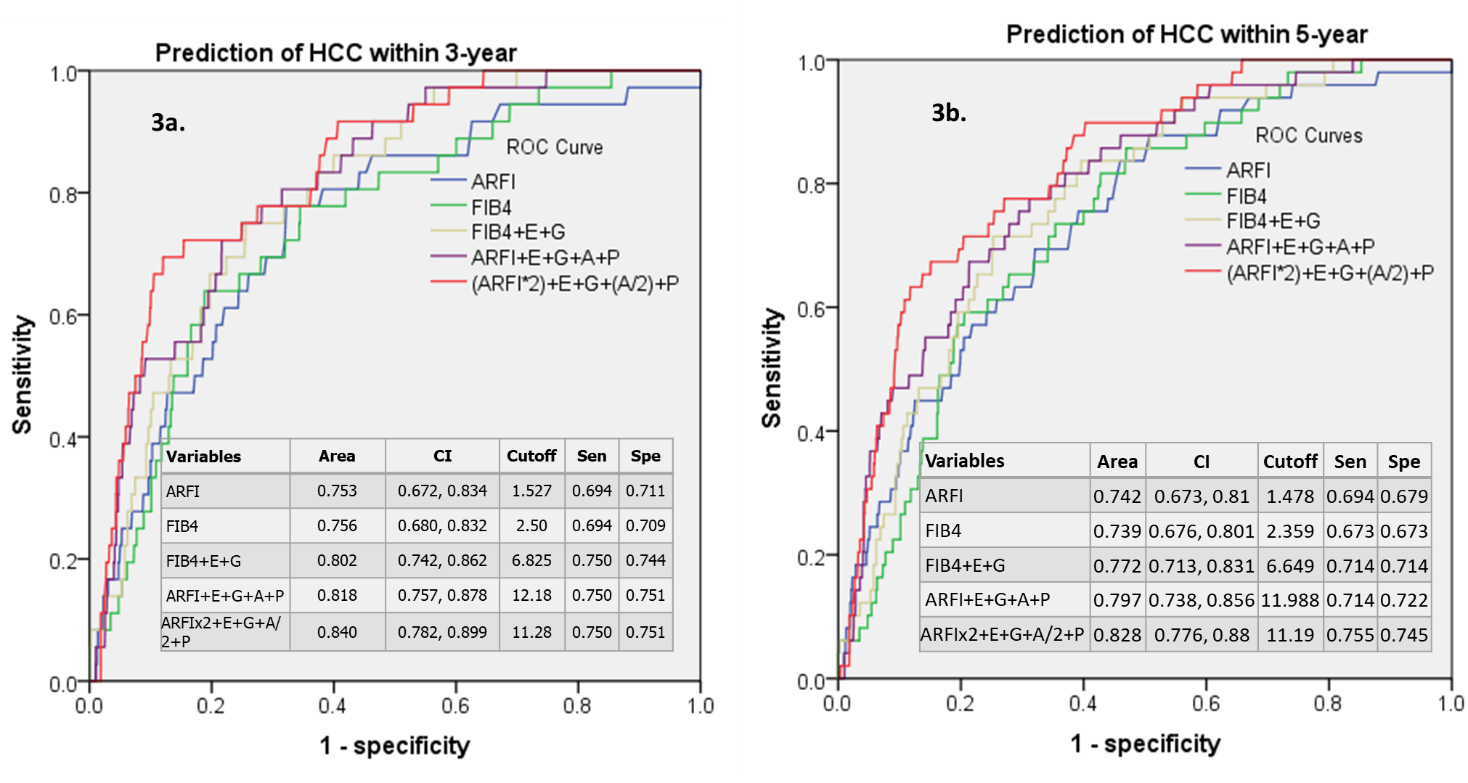 Prediction of HCC within 3-year
3a.
ROC Curve
ARFI
FIB4
FIB4+E+G
ARFI+E+G+A+P
(ARFI*2)+E+G+(A/2)+P
Sensitivity
1.0
0.8
0.6
0.4
0.2
0.0
Variables Area CI Cutoff Sen Spe
ARFI 0.753 0.672, 0.834 1.527 0.694 0.711
FIB4 0.756 0.680, 0.832 2.50 0.694 0.709
FIB4+E+G 0.802 0.742, 0.862 6.825 0.750 0.744
ARFI+E+G+A+P 0.818 0.757, 0.878 12.18 0.750 0.751
ARFIx2+E+G+A/
2+P 0.840 0.782, 0.899 11.28 0.750 0.751
0.0 0.2 0.4 0.6 0.8 1.0
1 - specificity
Prediction of HCC within 5-year
3b.
ROC Curves
ARFI
FIB4
FIB4+E+G
ARFI+E+G+A+P
(ARFI*2)+E+G+(A/2)+P
Sensitivity
1.0
0.8
0.6
0.4
0.2
0.0
Variables Area CI Cutoff Sen Spe
ARFI 0.742 0.673, 0.81 1.478 0.694 0.679
FIB4 0.739 0.676, 0.801 2.359 0.673 0.673
FIB4+E+G 0.772 0.713, 0.831 6.649 0.714 0.714
ARFI+E+G+A+P 0.797 0.738, 0.856 11.988 0.714 0.722
ARFIx2+E+G+A/2+P 0.828 0.776, 0.88 11.19 0.755 0.745
0.0 0.2 0.4 0.6 0.8 1.0
1 - specificity